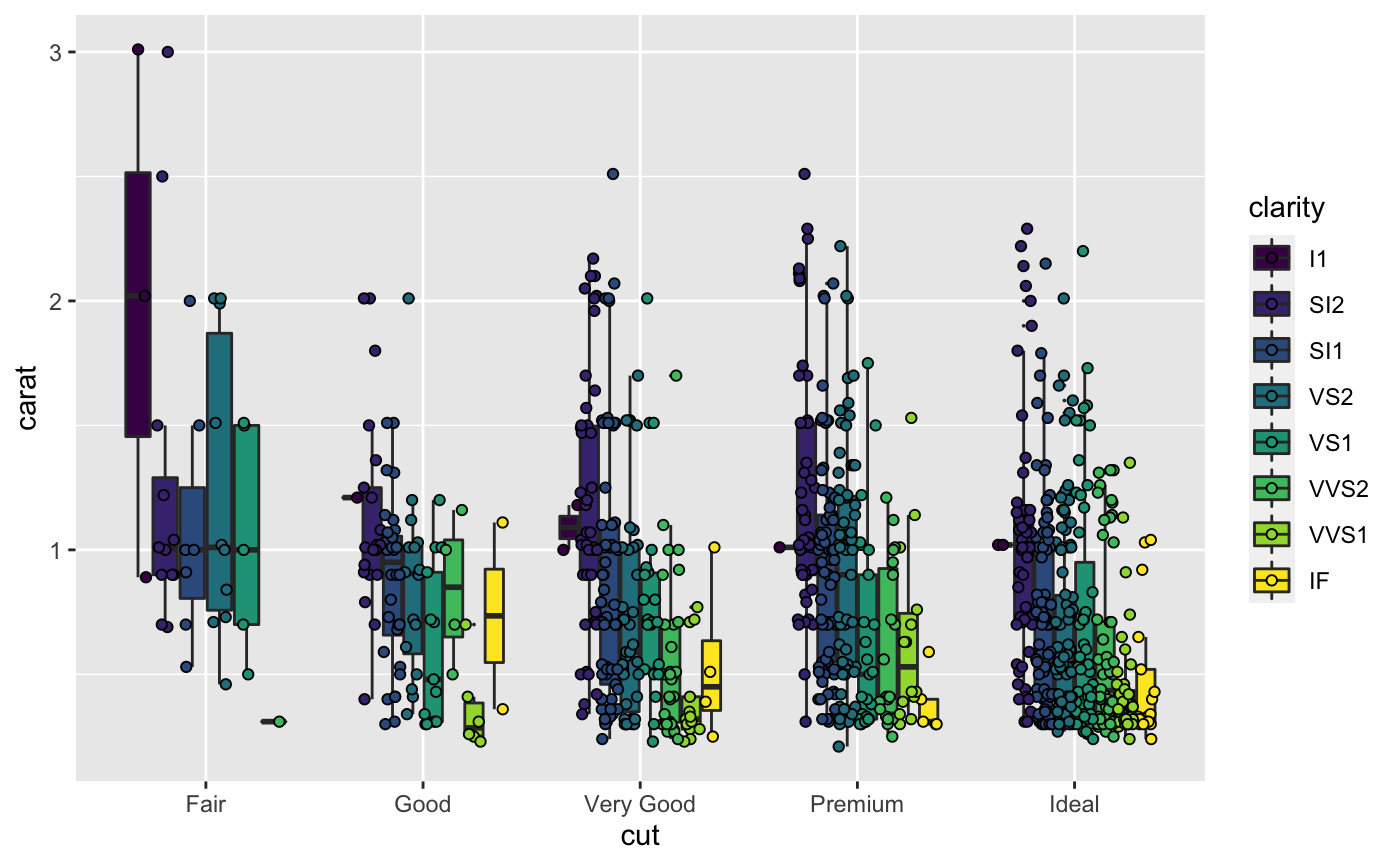 3
2
1
carat
Fair
Good
Very Good
Premium
Ideal
cut
clarity
I1
SI2
SI1
VS2
VS1
VVS2
VVS1
IF